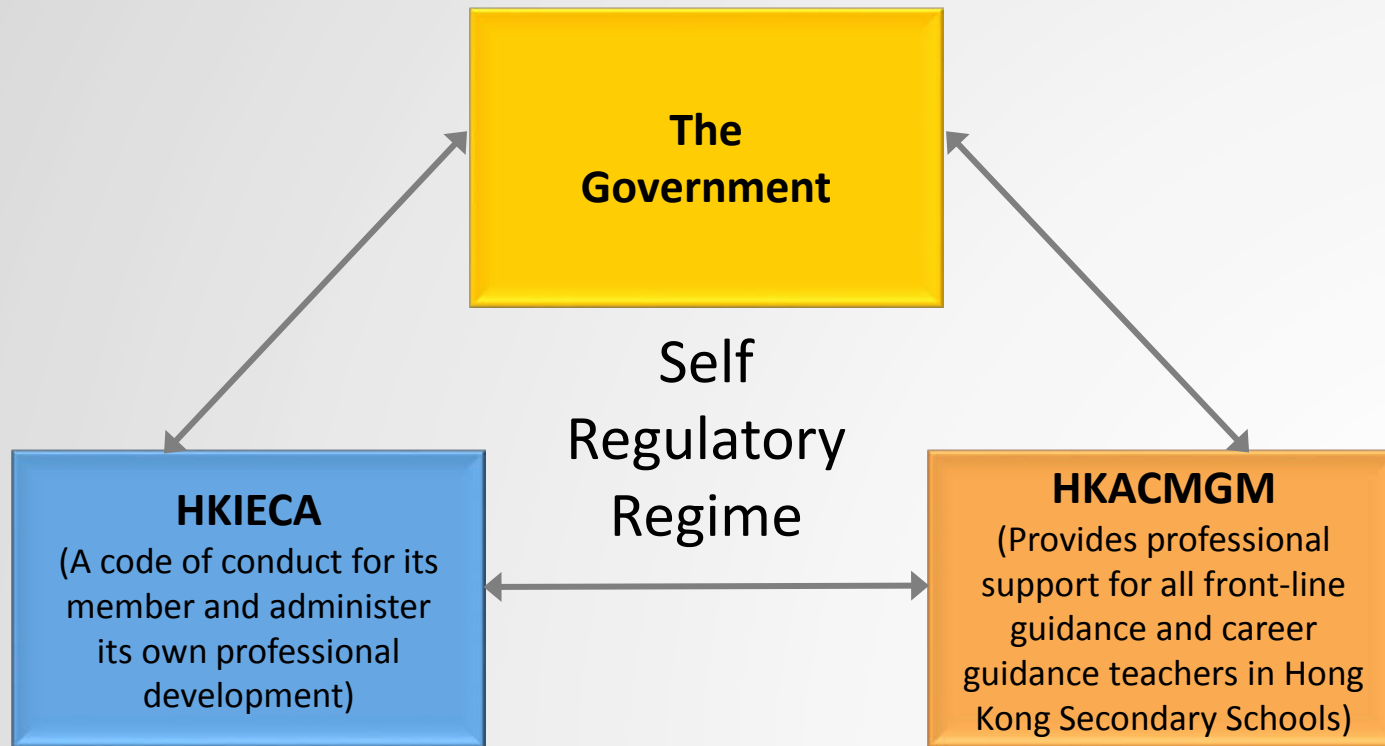 The
Government
Self
Regulatory
Regime
HKIECA
(A code of conduct for its
member and administer
its own professional
development)
HKACMGM
(Provides professional
support for all front-line
guidance and career
guidance teachers in Hong
Kong Secondary Schools)